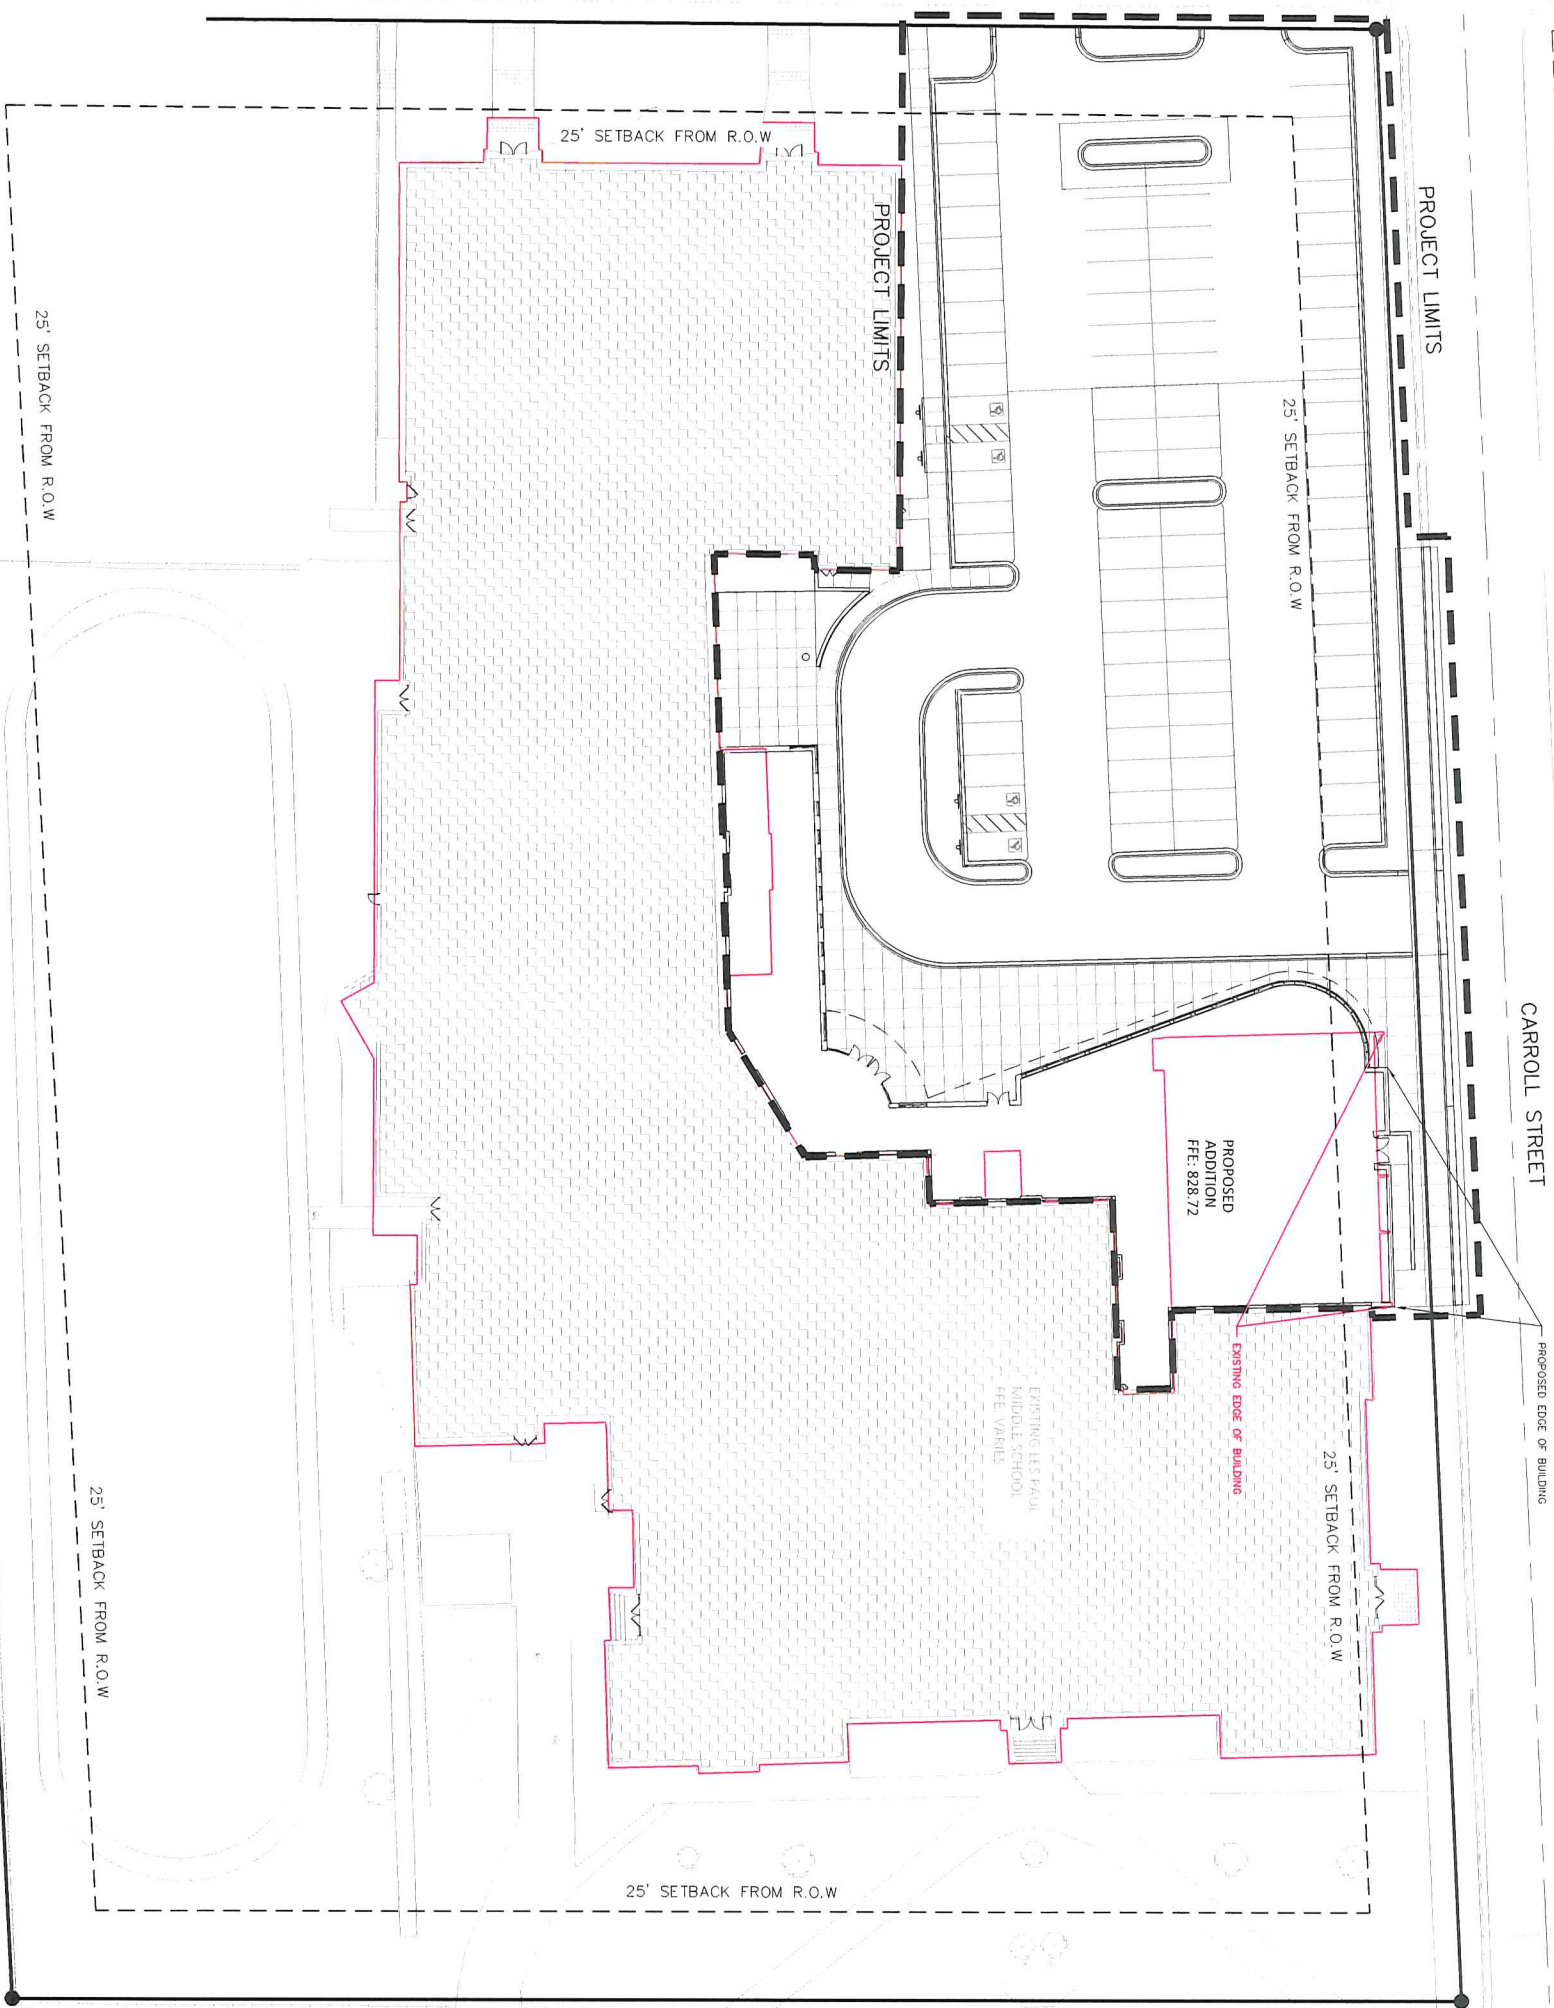 25' SETBACK FROM R.O.W
PROJECT LIMITS
PROJECT LIMITS
25' SETBACK FROM R.O.W
25' SETBACK FROM R.O.W
CARROLL STREET
PROPOSED
ADDITION
FFE: 828.72
PROPOSED EDGE OF BUILDING
EXISTING EDGE OF BUILDING
EXISTING LES PAUL
MIDDLE SCHOOL
FFE VARIES
25' SETBACK FROM R.O.W
25' SETBACK FROM R.O.W
25' SETBACK FROM R.O.W